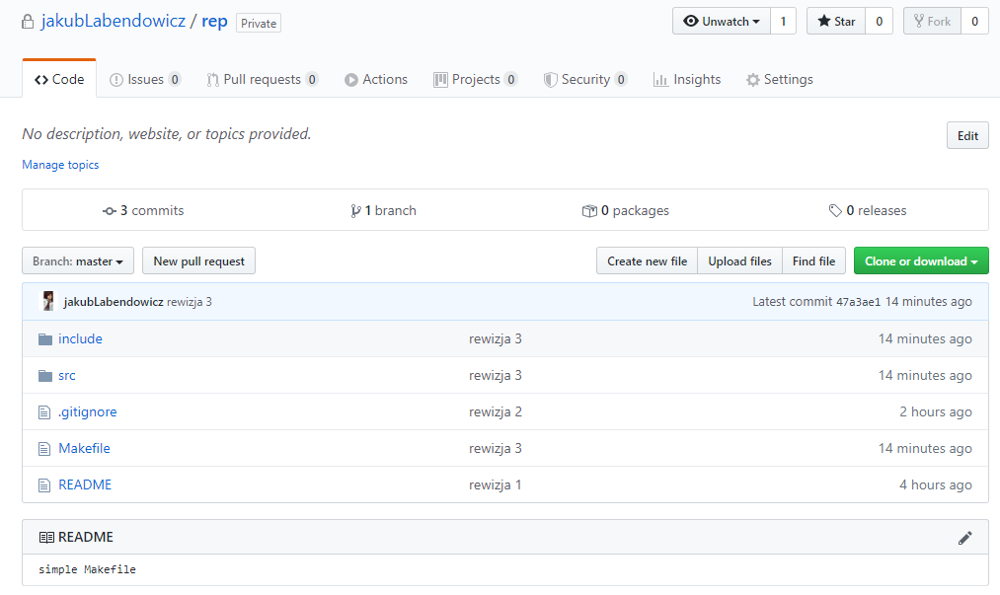 jakubLabendowicz / rep Private Unwatch 1 Star 0 Fork 0
Code Issues 0 Pull requests 0 Actions Projects 0 Security 0 Insights Settings
No description, website, or topics provided. Edit
Manage topics
3 commits 1 branch 0 packages 0 releases
Branch: master New pull request Create new file Upload files Find file Clone or download
jakubLabendowicz rewizja 3 Latest commit 47a3ae1 14 minutes ago
include rewizja 3 14 minutes ago
src rewizja 3 14 minutes ago
.gitignore rewizja 2 2 hours ago
Makefile rewizja 3 14 minutes ago
README rewizja 1 4 hours ago
README
simple Makefile